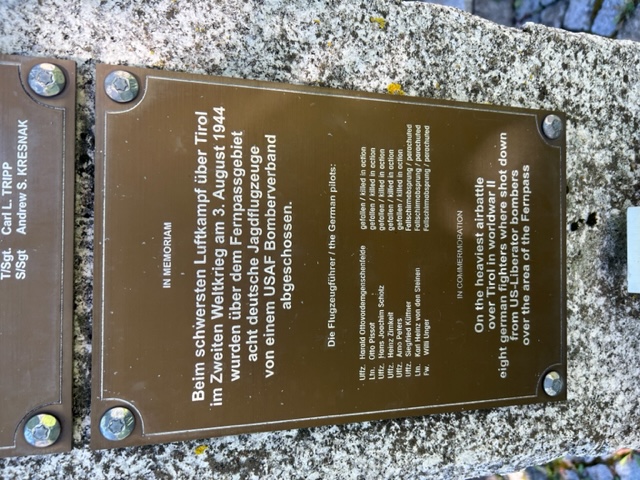 T/Sgt Carl L. TRIPP
S/Sgt Andrew S. KRESNAK
IN MEMORIAM
Beim schwersten Luftkampf über Tirol
im Zweiten Weltkrieg am 3. August 1944
wurden über dem Fernpassgebiet
acht deutsche Jagdflugzeuge
von einem USAF Bomberverband
abgeschossen.
Die Flugzeugführer / the German pilots:
Uffz. Harald Ottovordemgenschenfelde gefallen / killed in action
Ltn. Otto Pissot gefallen / killed in action
Uffz. Hans Joachim Scholz gefallen / killed in action
Uffz. Heinz Zimkeit gefallen / killed in action
Uffz. Arno Peters gefallen / killed in action
Uffz. Siegfried Küttner Fallschirmabsprung / parachuted
Ltn. Karl Heinz von den Steinen Fallschirmabsprung / parachuted
Fw. Willi Unger Fallschirmabsprung / parachuted
IN COMMERMORATION
On the heaviest airbattle
over Tirol in worldwar II
eight german fighters where shot down
from US-Liberator bombers
over the area of the Fernpass